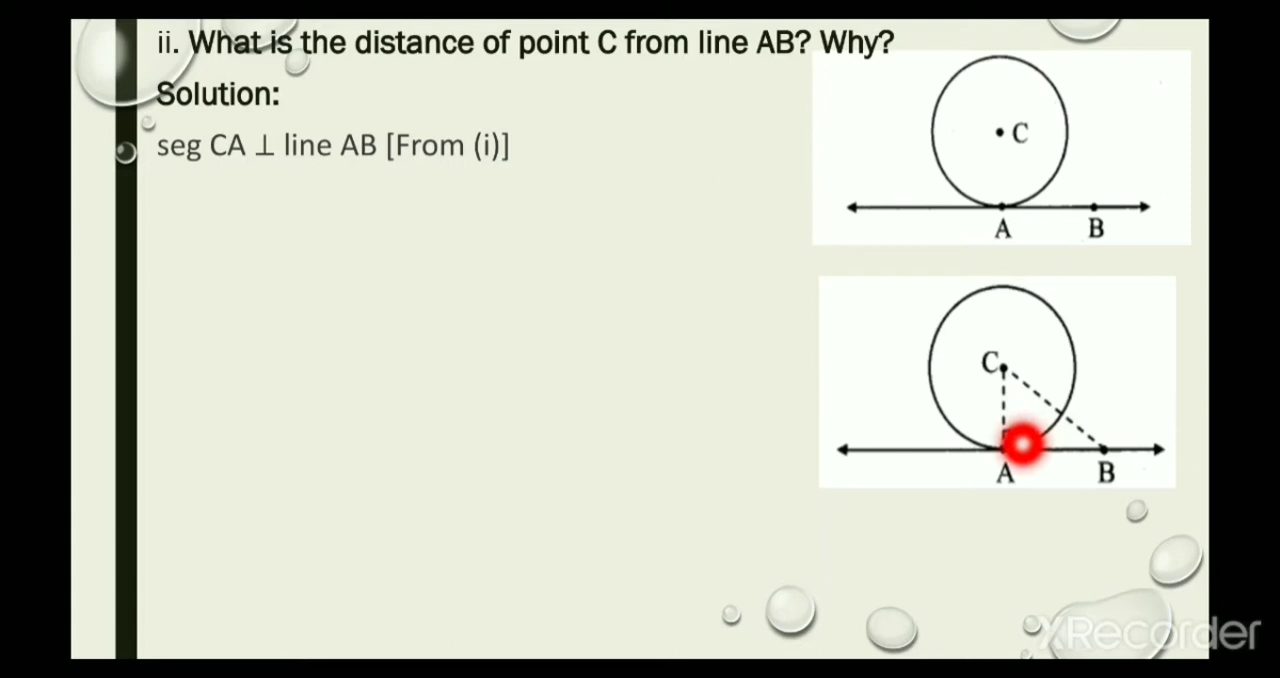 ii. What is the distance of point C from line AB? Why?
Solution:
seg CA ⊥ line AB [From (i)]
C
A
B
C
A
B
XRecorder